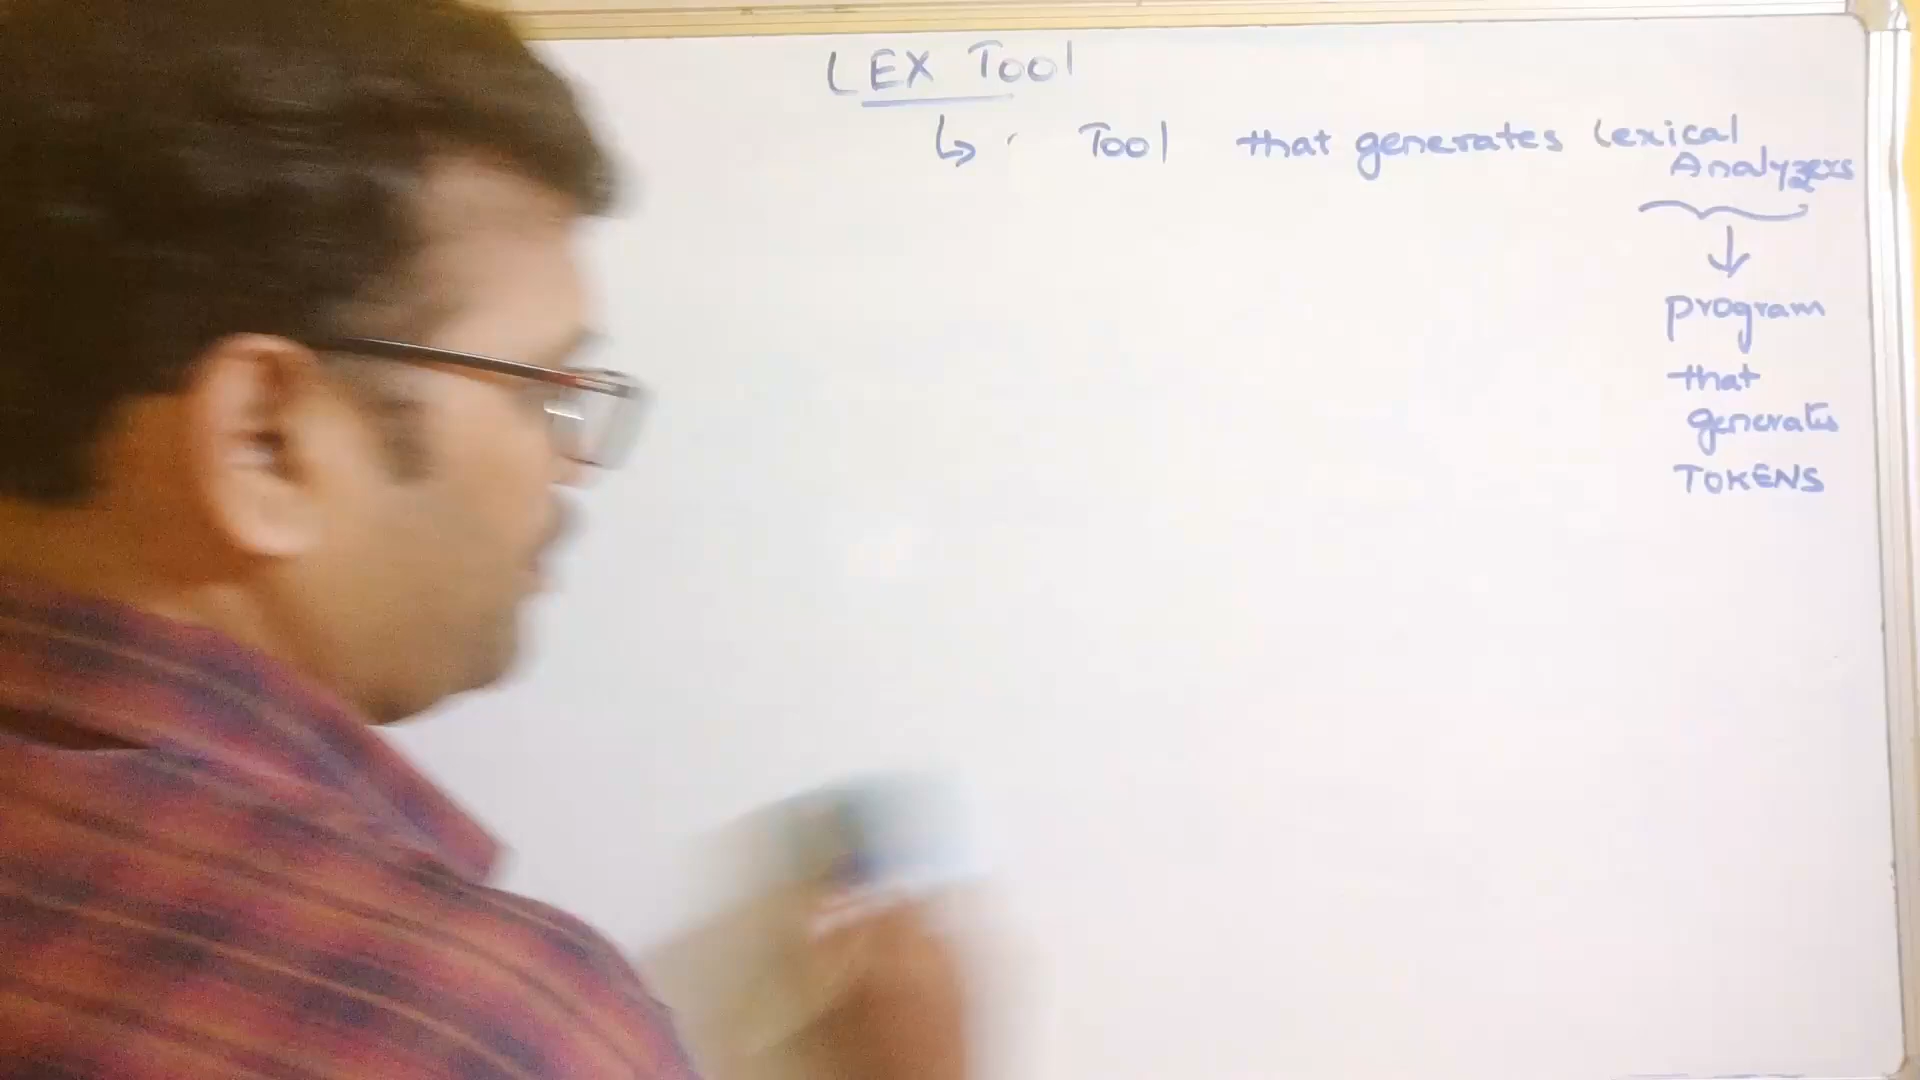 LEX Tool
Tool that generates Lexical
Analyzers
program
that
generates
TOKENS